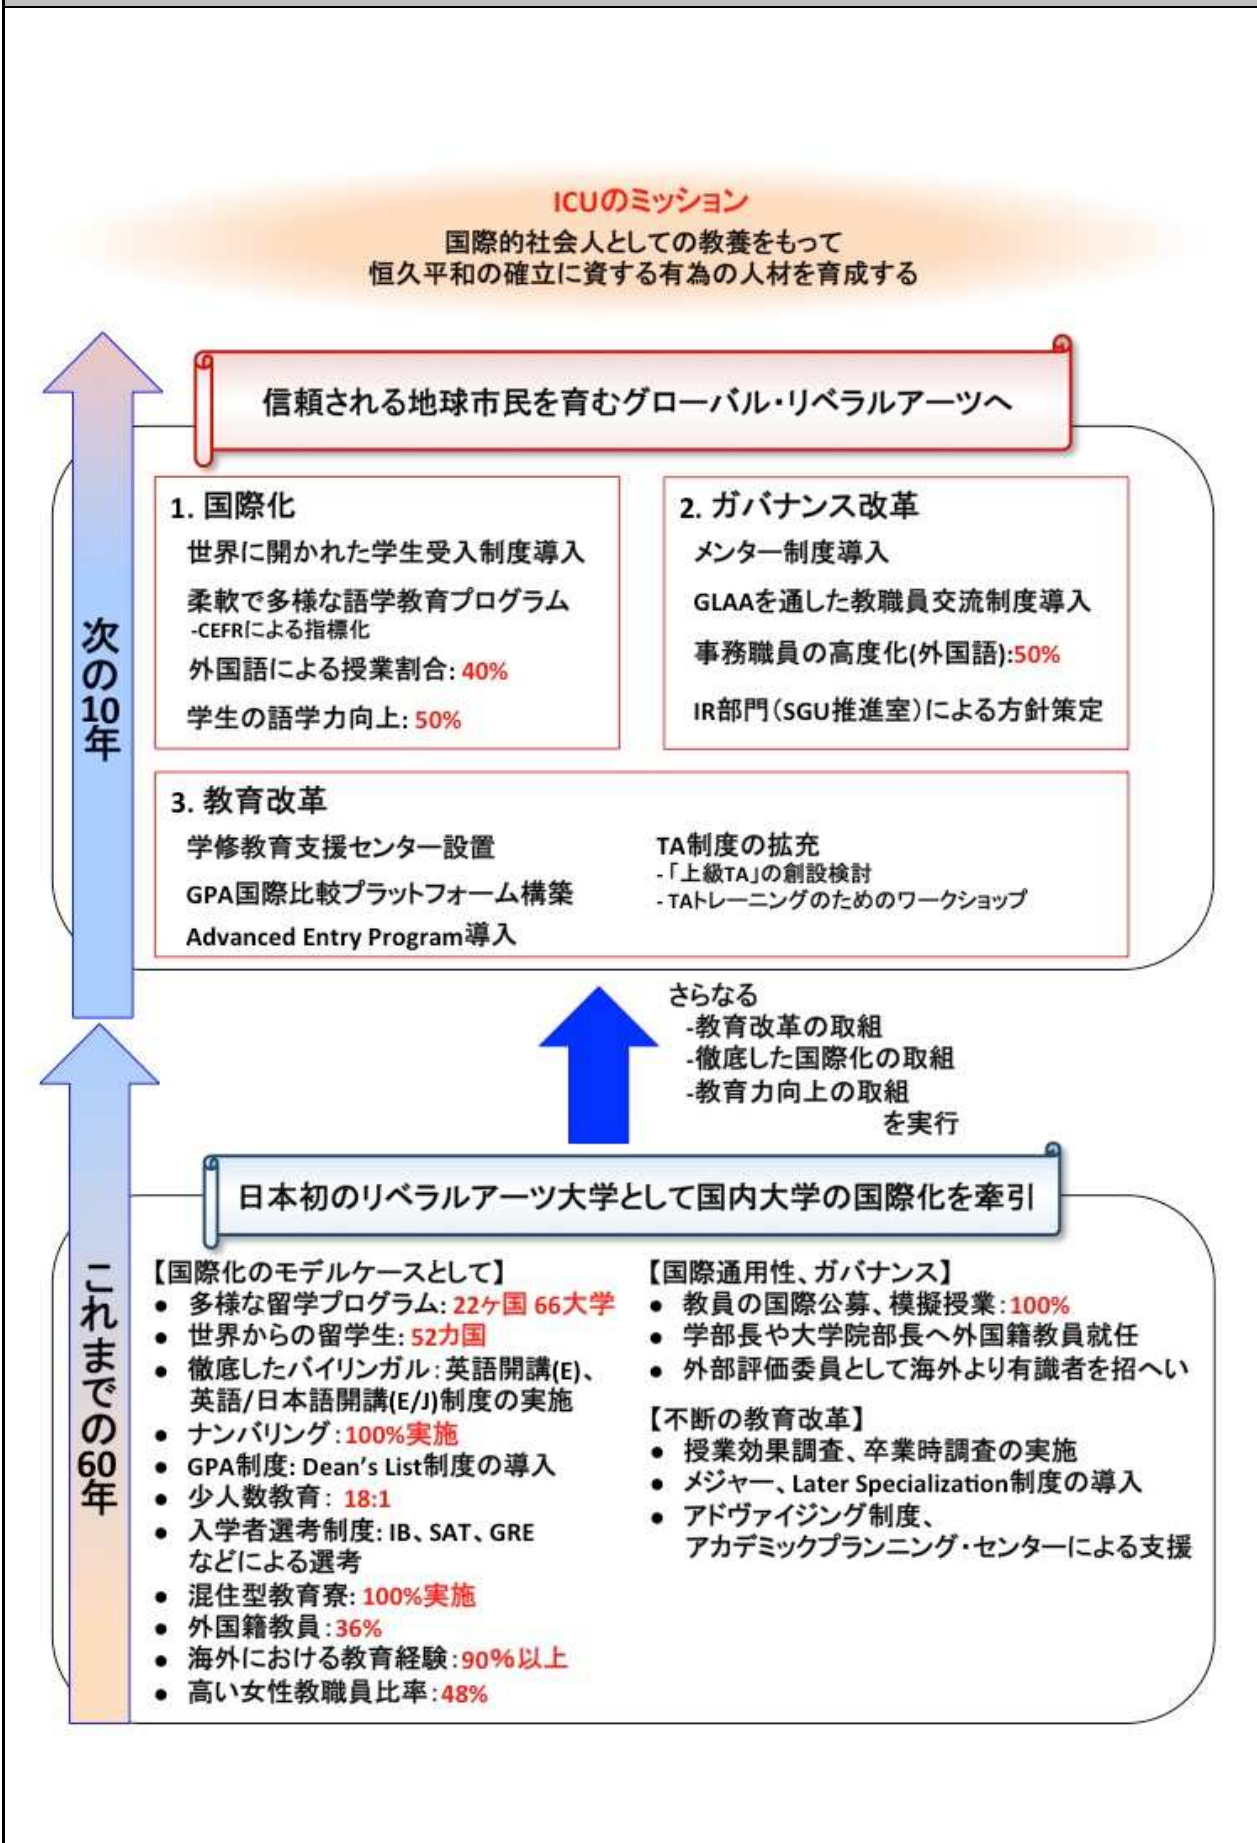 ICUのミッション
国際的社会人としての教養をもって
恒久平和の確立に資する有為の人材を育成する
信頼される地球市民を育むグローバル・リベラルアーツへ
次の10年
1. 国際化
世界に開かれた学生受入制度導入
柔軟で多様な語学教育プログラム
-CEFRによる指標化
外国語による授業割合: 40%
学生の語学力向上: 50%
2. ガバナンス改革
メンター制度導入
GLAAを通した教職員交流制度導入
事務職員の高度化(外国語):50%
IR部門（SGU推進室）による方針策定
3. 教育改革
学修教育支援センター設置
GPA国際比較プラットフォーム構築
Advanced Entry Program導入
TA制度の拡充
-「上級TA」の創設検討
- TAトレーニングのためのワークショップ
さらなる
-教育改革の取組
-徹底した国際化の取組
-教育力向上の取組
を実行
日本初のリベラルアーツ大学として国内大学の国際化を牽引
これまでの60年
【国際化のモデルケースとして】
● 多様な留学プログラム: 22ケ国 66大学
● 世界からの留学生: 52カ国
● 徹底したバイリンガル：英語開講(E)、
英語/日本語開講(E/J)制度の実施
● ナンバリング：100%実施
● GPA制度: Dean's List制度の導入
● 少人数教育： 18:1
● 入学者選考制度: IB、SAT、GRE
などによる選考
● 混住型教育寮: 100%実施
● 外国籍教員：36%
● 海外における教育経験：90%以上
● 高い女性教職員比率：48%
【国際通用性、ガバナンス】
● 教員の国際公募、模擬授業：100%
● 学部長や大学院部長へ外国籍教員就任
● 外部評価委員として海外より有識者を招へい
【不断の教育改革】
● 授業効果調査、卒業時調査の実施
● メジャー、Later Specialization制度の導入
● アドヴァイジング制度、
アカデミックプランニング・センターによる支援